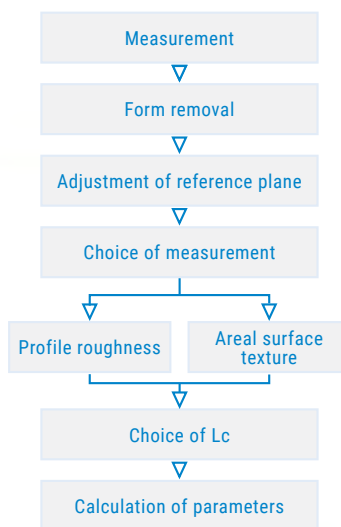 Measurement
Form removal
Adjustment of reference plane
Choice of measurement
Profile roughness
Areal surface
texture
Choice of Lc
Calculation of parameters